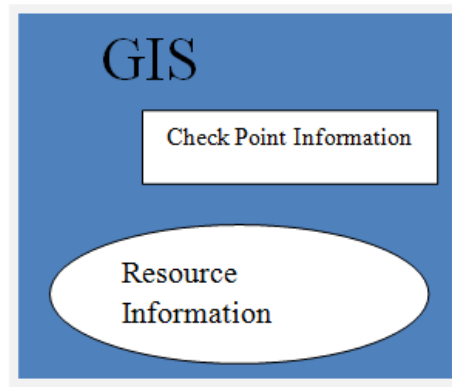 GIS
Check Point Information
Resource
Information